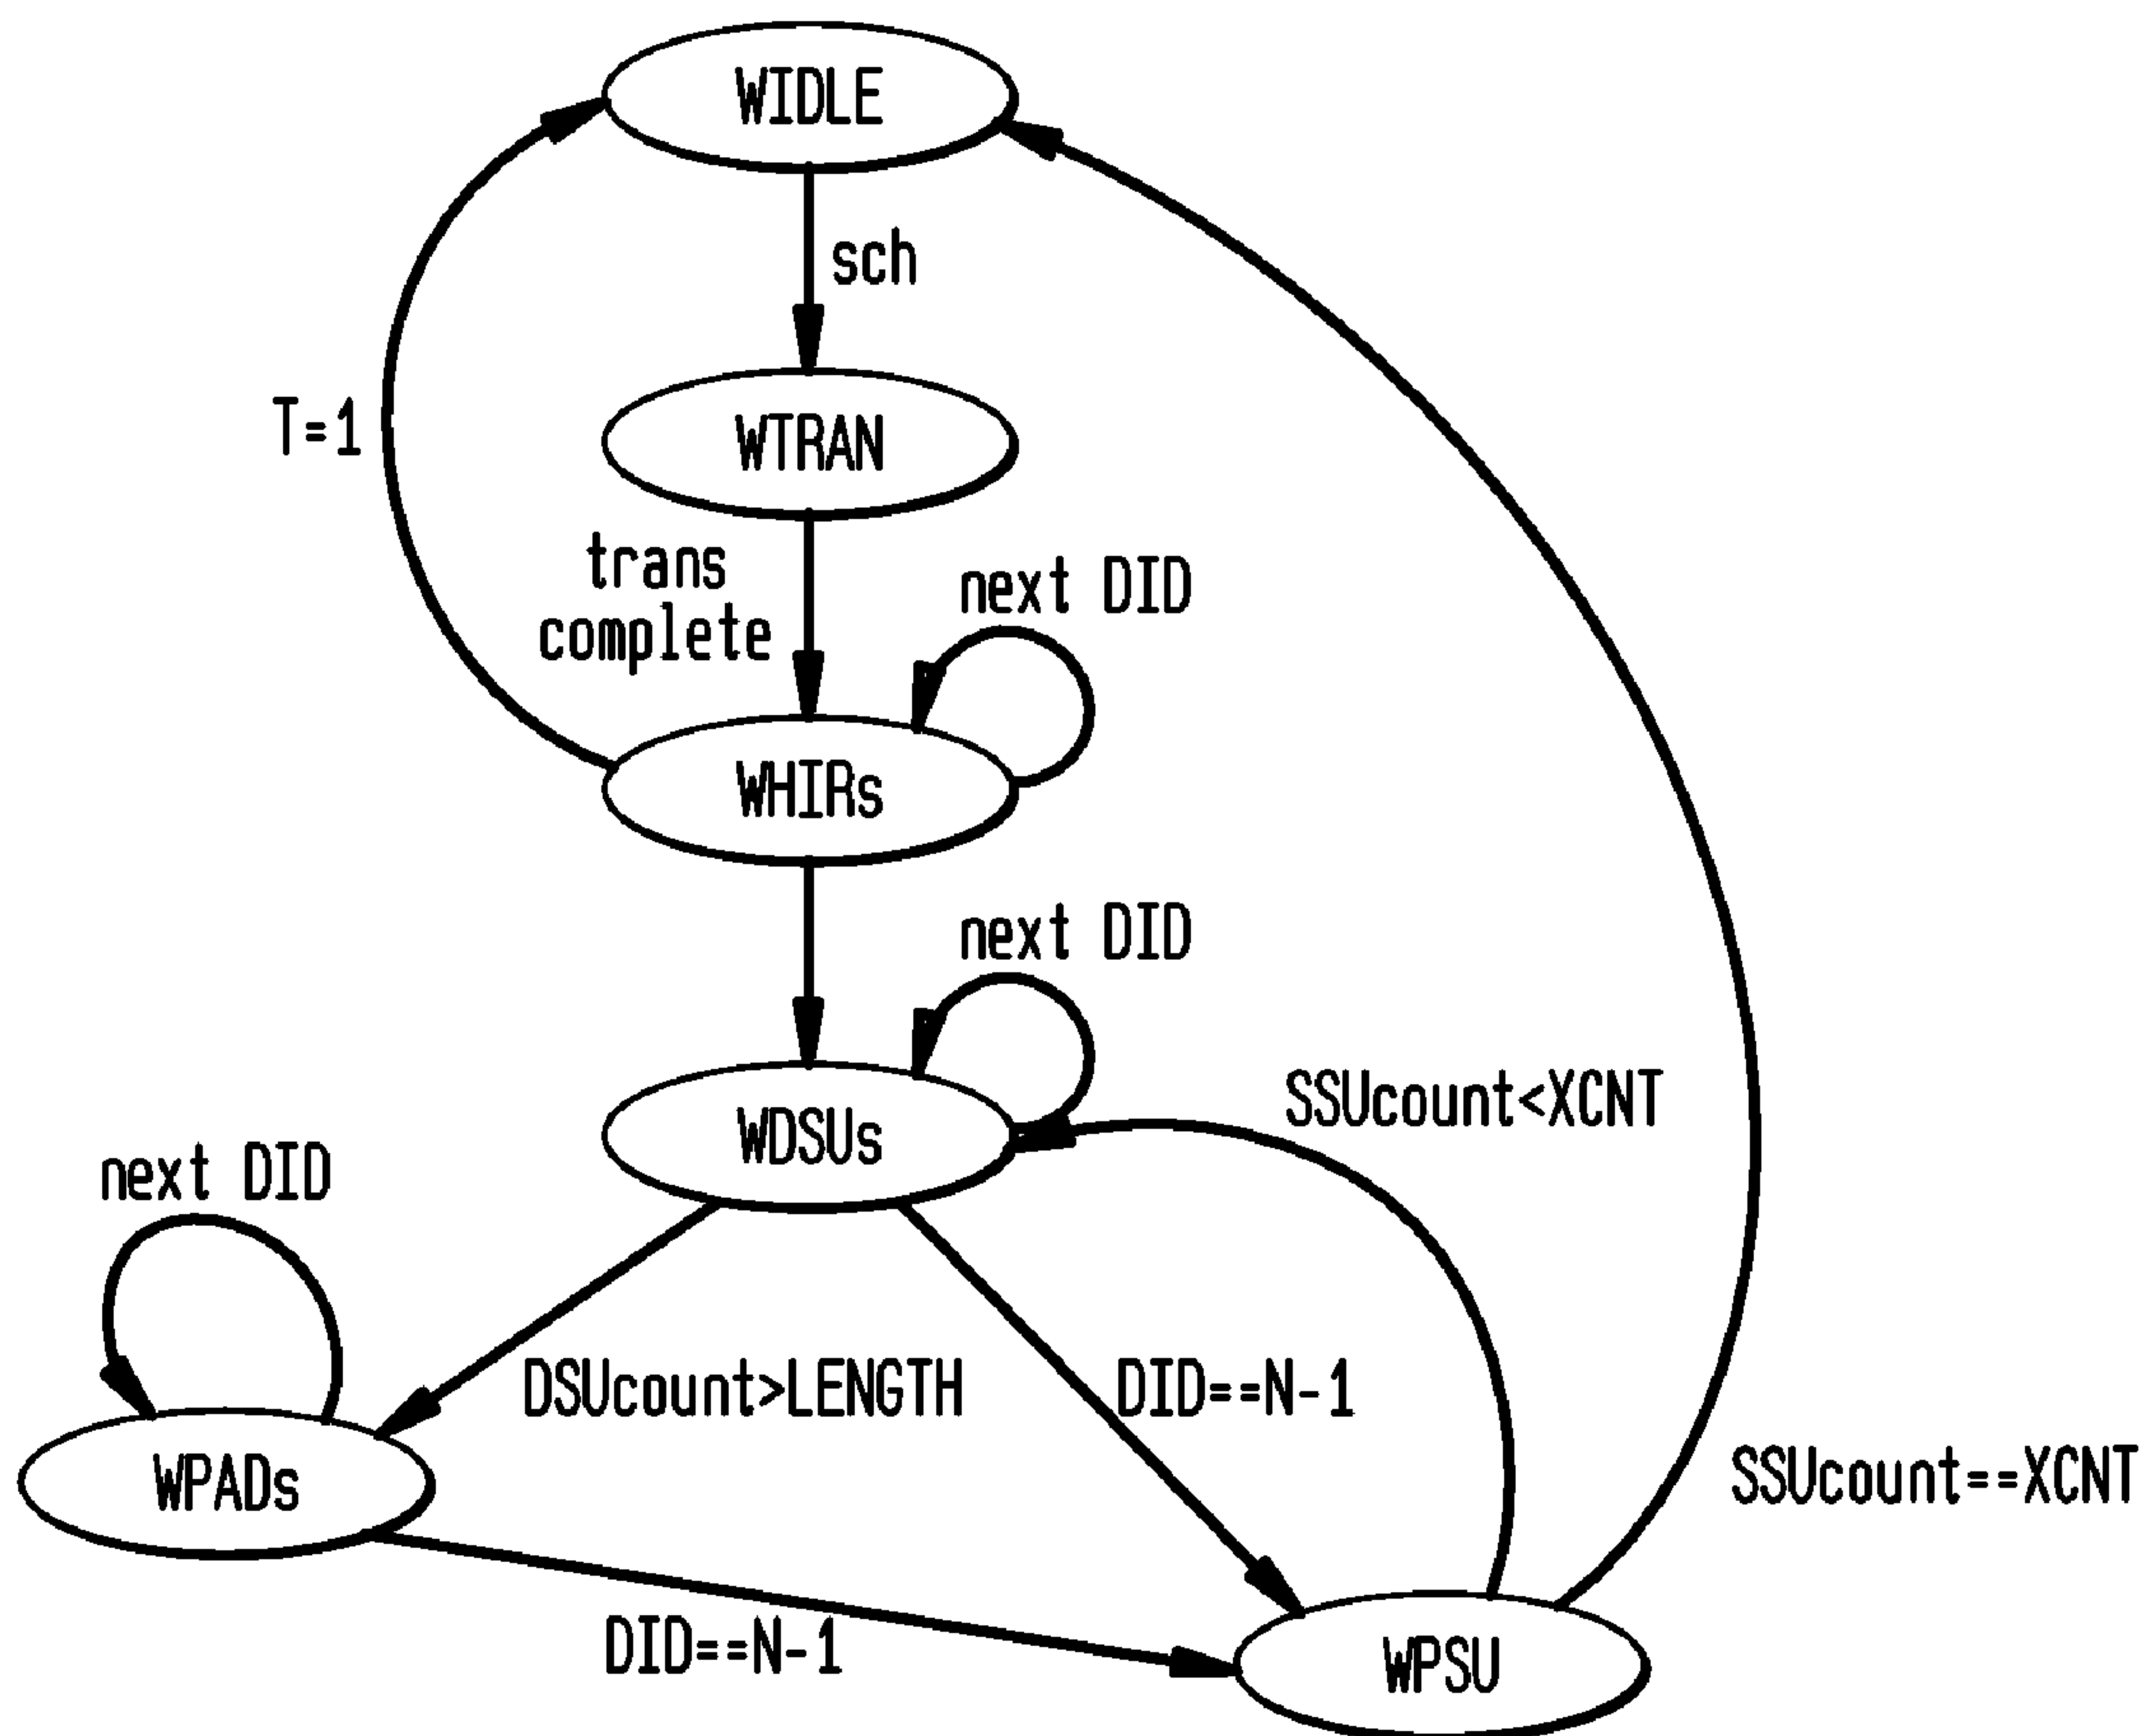 WIDLE
sch
T=1
WTRAN
trans
complete
next DID
WHIRs
next DID
SSUcount<XCNT
WDSUs
next DID
DSUcount>LENGTH
DID==N-1
WPADs
SSUcount==XCNT
DID==N-1
WPSU